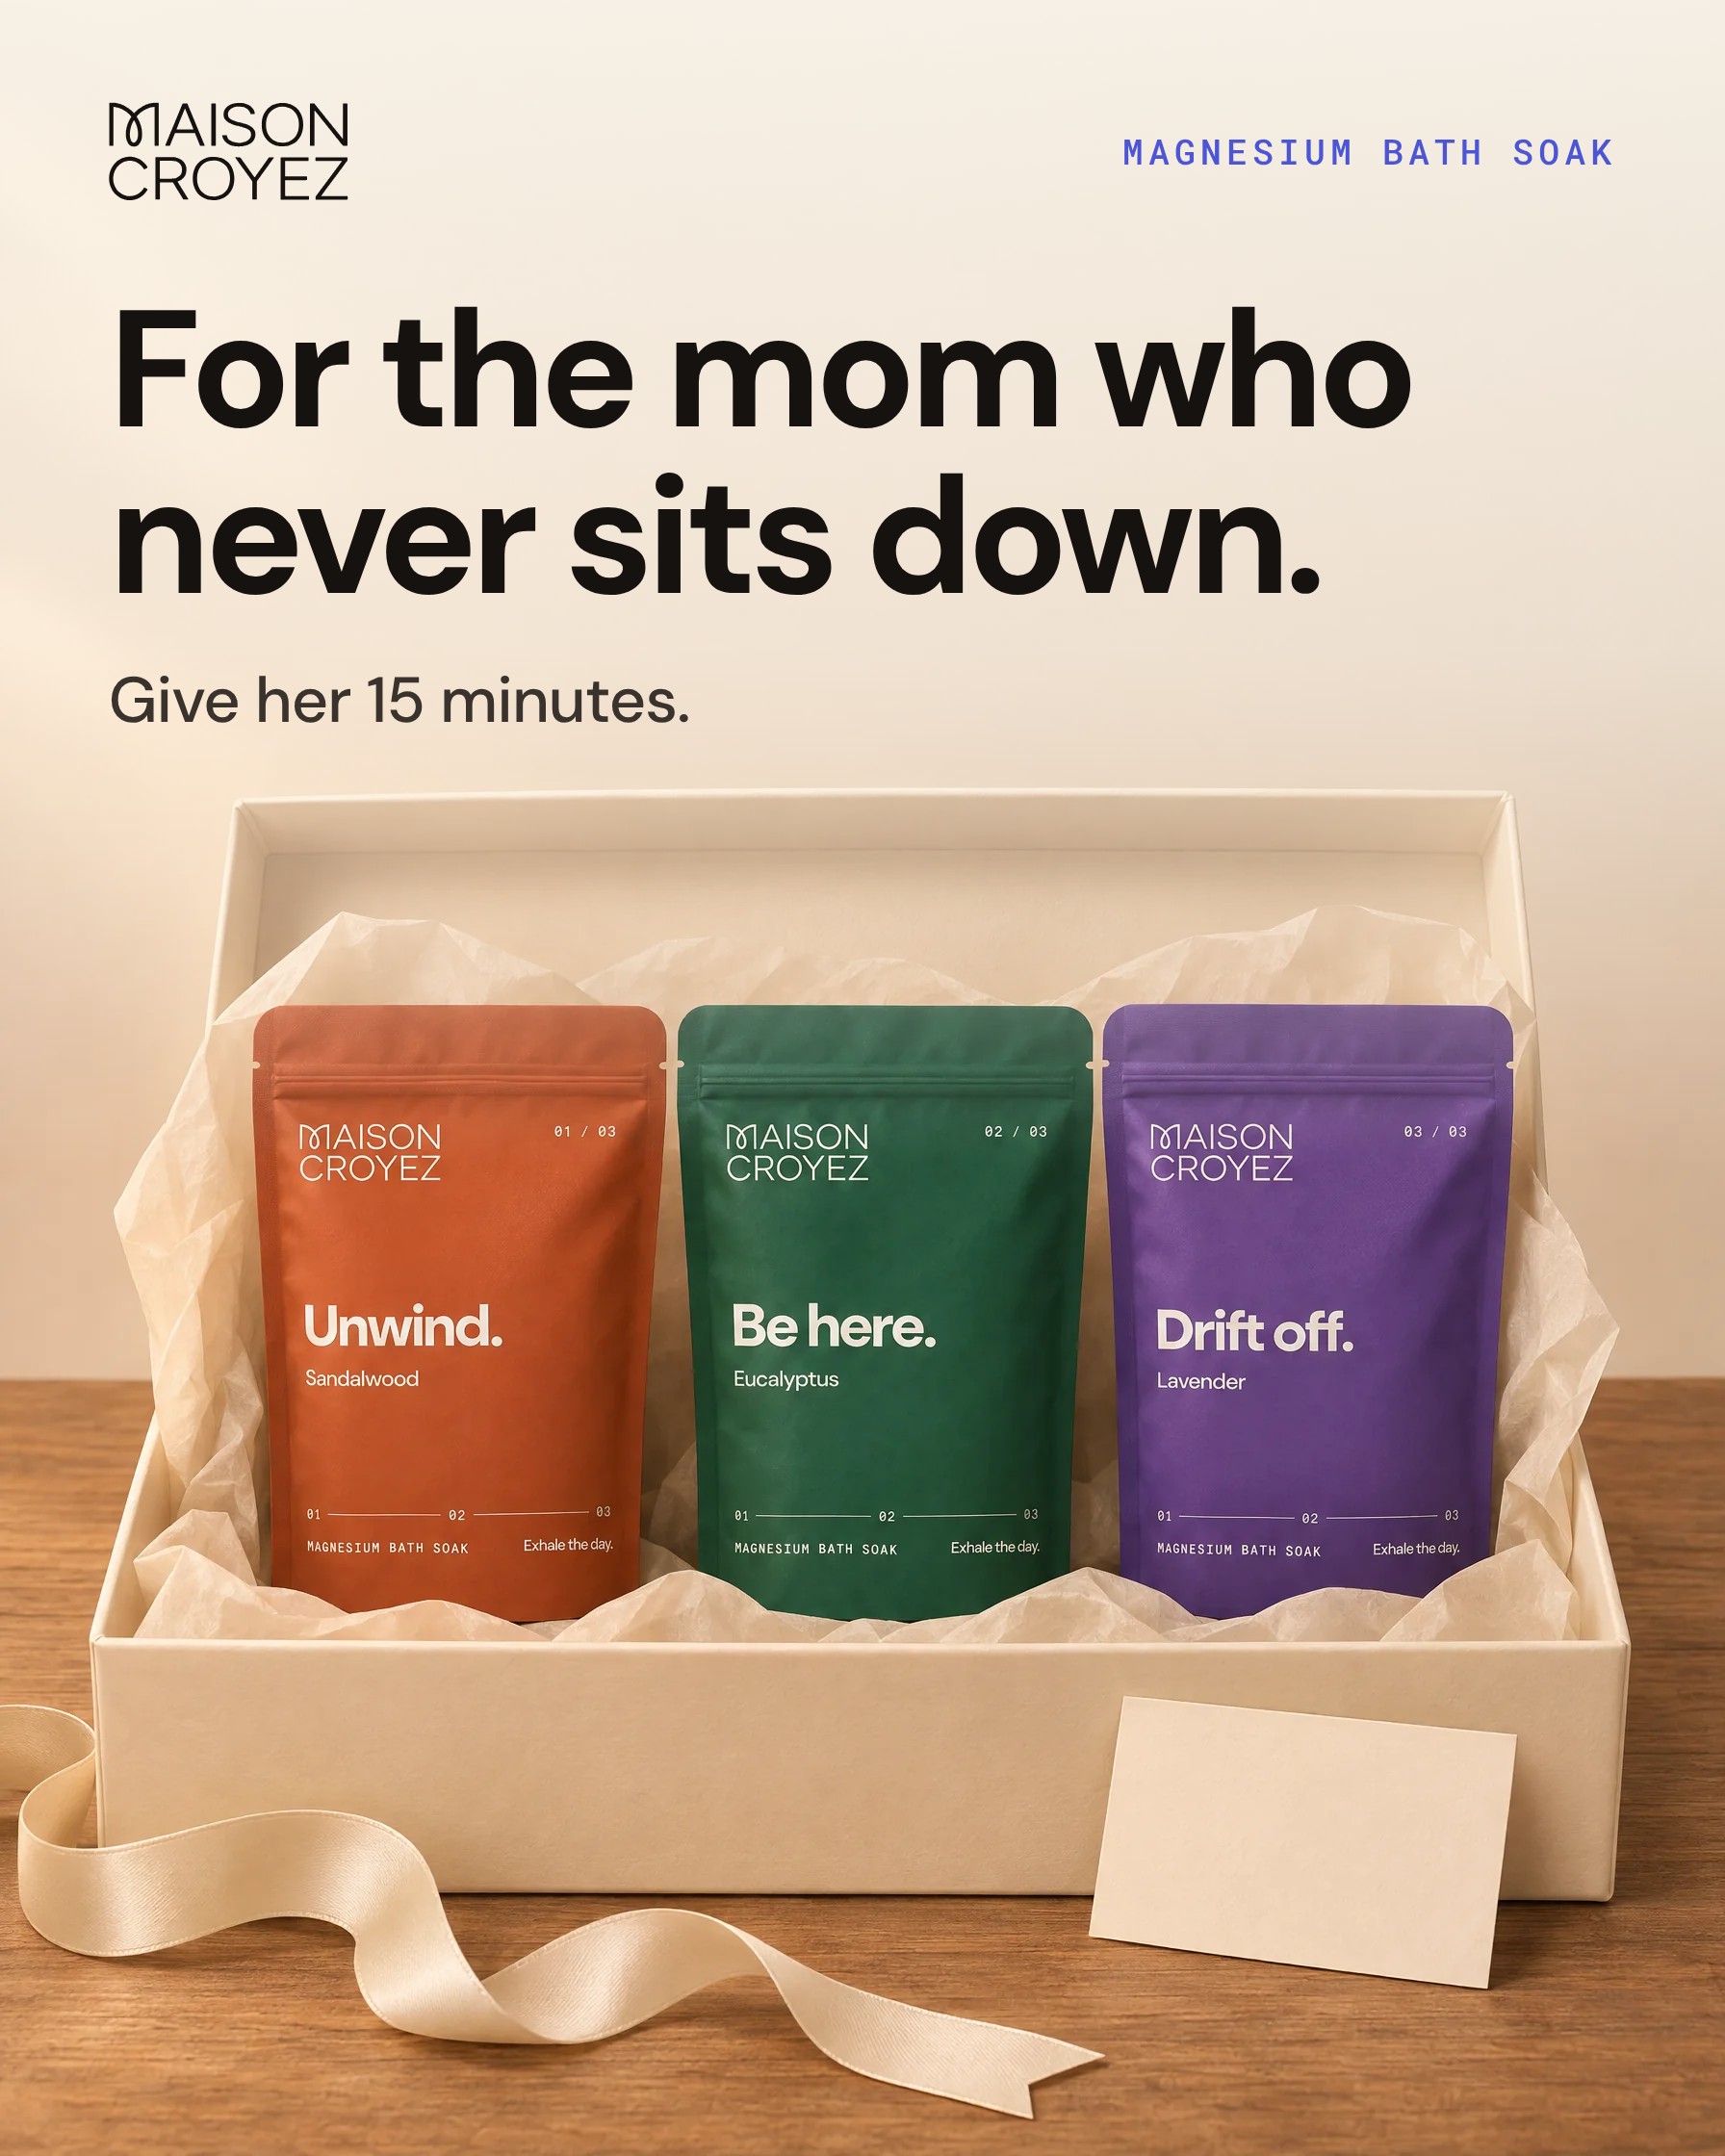 MAISON
CROYEZ
MAGNESIUM BATH SOAK
For the mom who
never sits down.
Give her 15 minutes.
MAISON
CROYEZ
01 / 03
Unwind.
Sandalwood
01 02 03
MAGNESIUM BATH SOAK
Exhale the day.
MAISON
CROYEZ
02 / 03
Be here.
Eucalyptus
01 02 03
MAGNESIUM BATH SOAK
Exhale the day.
MAISON
CROYEZ
03 / 03
Drift off.
Lavender
01 02 03
MAGNESIUM BATH SOAK
Exhale the day.